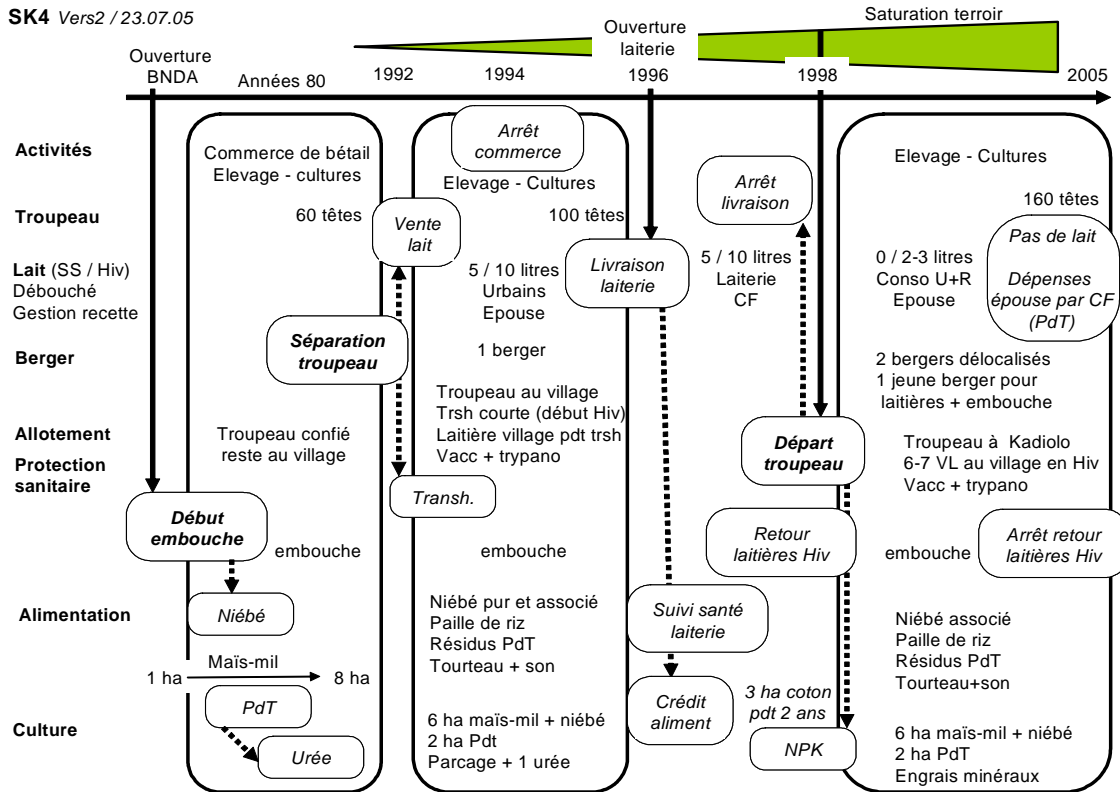 SK4 Vers2 / 23.07.05
Saturation terroir
Ouverture
laiterie
Ouverture
BNDA
Années 80
1992
1994
1996
1998
2005
Activités
Commerce de bétail
Elevage - cultures
Arrêt
commerce
Elevage - Cultures
Arrêt
livraison
Elevage - Cultures
Troupeau
60 têtes
Vente
lait
100 têtes
160 têtes
Lait (SS / Hiv)
Débouché
Gestion recette
5 / 10 litres
Urbains
Epouse
Livraison
laiterie
5 / 10 litres
Laiterie
CF
0 / 2-3 litres
Conso U+R
Epouse
Pas de lait
Dépenses
épouse par CF
(PdT)
Berger
Séparation
troupeau
1 berger
2 bergers délocalisés
1 jeune berger pour
laitières + embouche
Allotement
Protection
sanitaire
Troupeau confié
reste au village
Transh.
Troupeau au village
Trsh courte (début Hiv)
Laitière village pdt trsh
Vacc + trypano
Départ
troupeau
Troupeau à Kadiolo
6-7 VL au village en Hiv
Vacc + trypano
Début
embouche
embouche
embouche
Retour
laitières Hiv
embouche
Arrêt retour
laitières Hiv
Alimentation
Niébé
Niébé pur et associé
Paille de riz
Résidus PdT
Tourteau + son
Suivi santé
laiterie
Niébé associé
Paille de riz
Résidus PdT
Tourteau+son
Maïs-mil
1 ha
8 ha
Culture
PdT
Urée
6 ha maïs-mil + niébé
2 ha Pdt
Parcage + 1 urée
Crédit
aliment
3 ha coton
pdt 2 ans
NPK
6 ha maïs-mil + niébé
2 ha PdT
Engrais minéraux